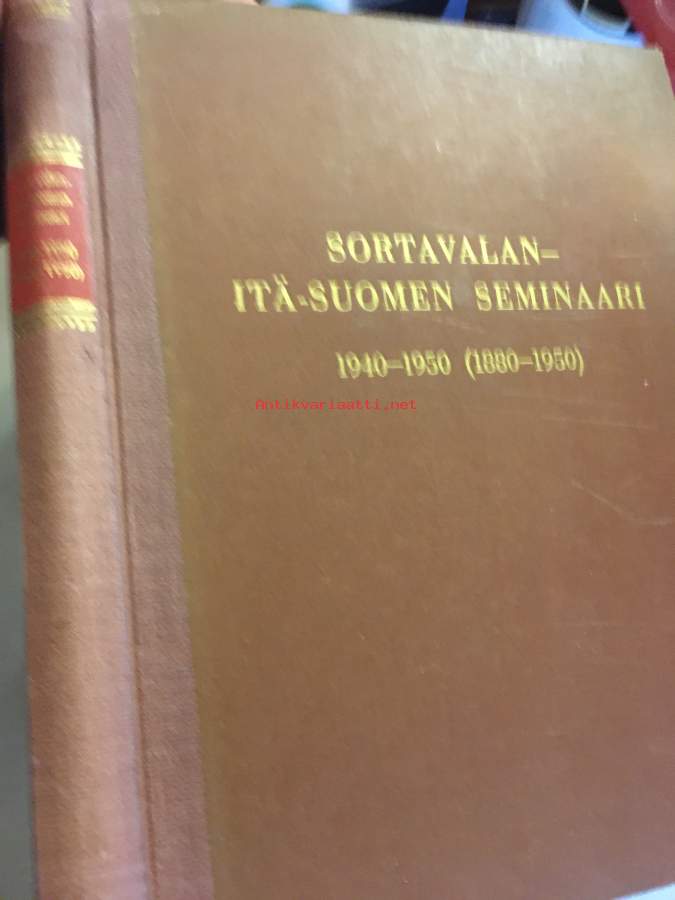 SORTAVALAN–
ITÄ-SUOMEN SEMINAARI
1940–1950 (1880–1950)
Antikvariaatti.net